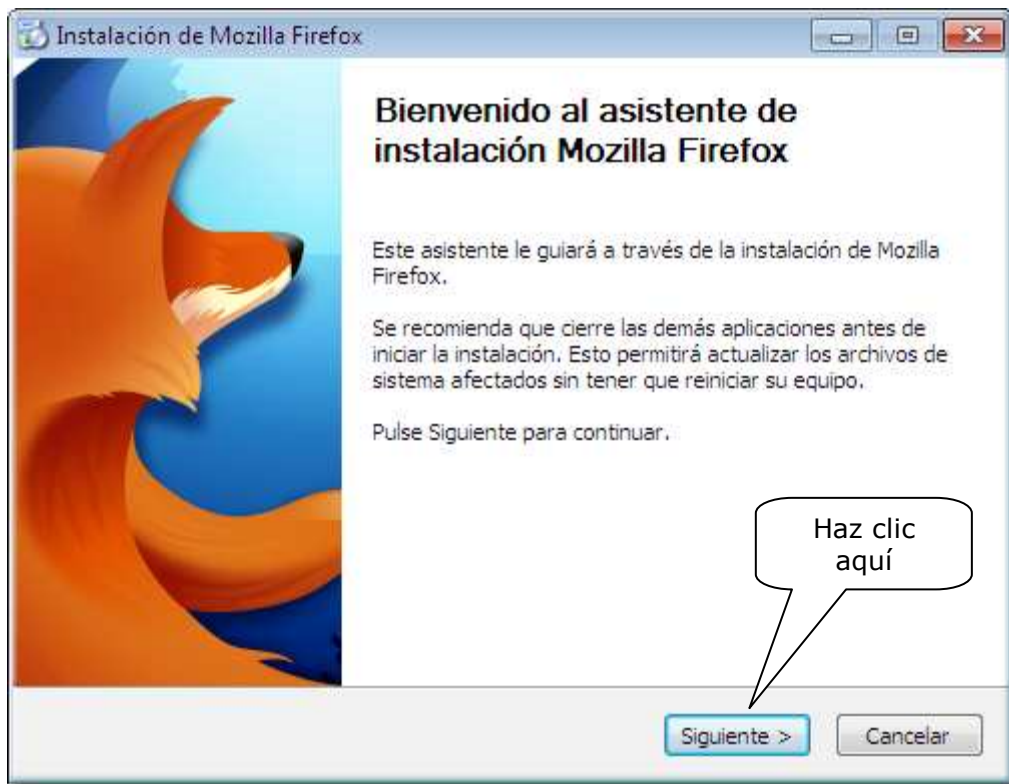 Instalación de Mozilla Firefox
Bienvenido al asistente de
instalación Mozilla Firefox
Este asistente le guiará a través de la instalación de Mozilla
Firefox.
Se recomienda que cierre las demás aplicaciones antes de
iniciar la instalación. Esto permitirá actualizar los archivos de
sistema afectados sin tener que reiniciar su equipo.
Pulse Siguiente para continuar.
Haz clic
aquí
Siguiente >
Cancelar